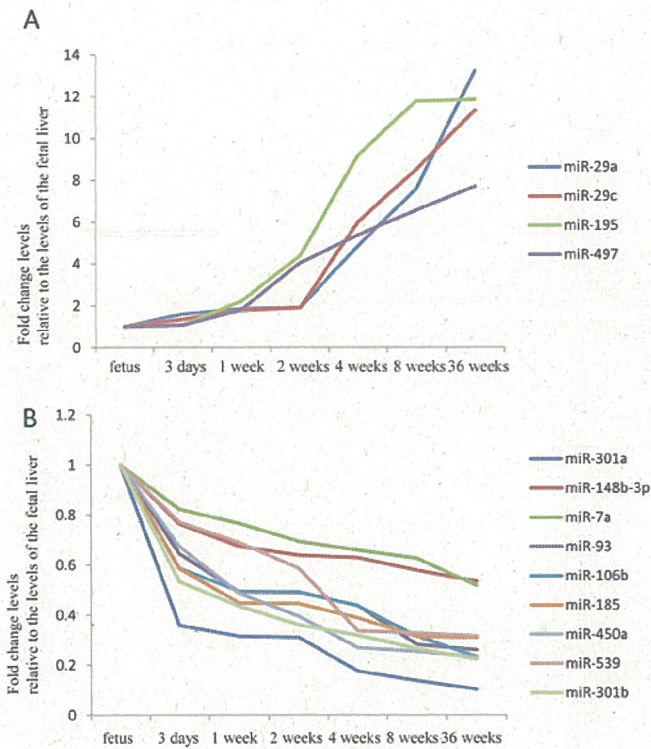 A
Fold change levels
relative to the levels of the fetal liver
14
12
10
8
6
4
2
0
fetus 3 days 1 week 2 weeks 4 weeks 8 weeks 36 weeks
miR-29a
miR-29c
miR-195
miR-497
B
Fold change levels
relative to the levels of the fetal liver
1.2
1
0.8
0.6
0.4
0.2
0
fetus 3 days 1 week 2 weeks 4 weeks 8 weeks 36 weeks
miR-301a
miR-148b-3p
miR-7a
miR-93
miR-106b
miR-185
miR-450a
miR-539
miR-301b